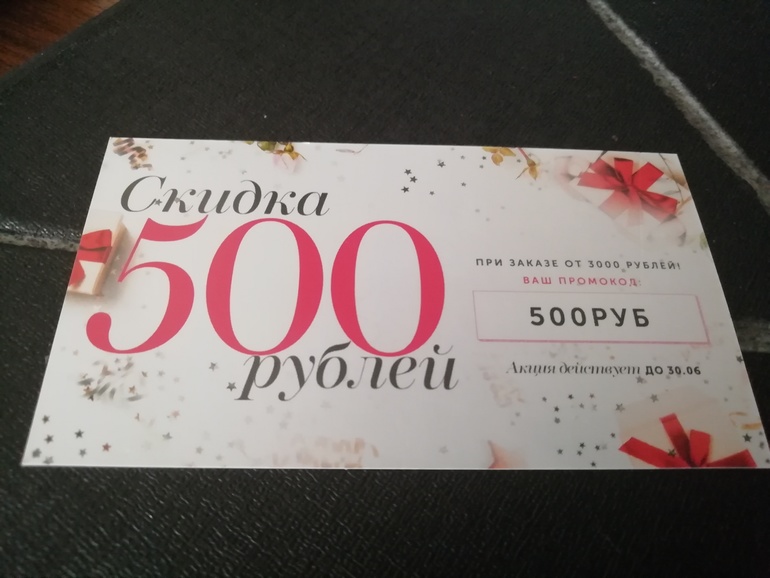 Скидка
500
рублей
ПРИ ЗАКАЗЕ ОТ 3000 РУБЛЕЙ!
ВАШ ПРОМОКОД:
500РУБ
Акция действует ДО 30.06